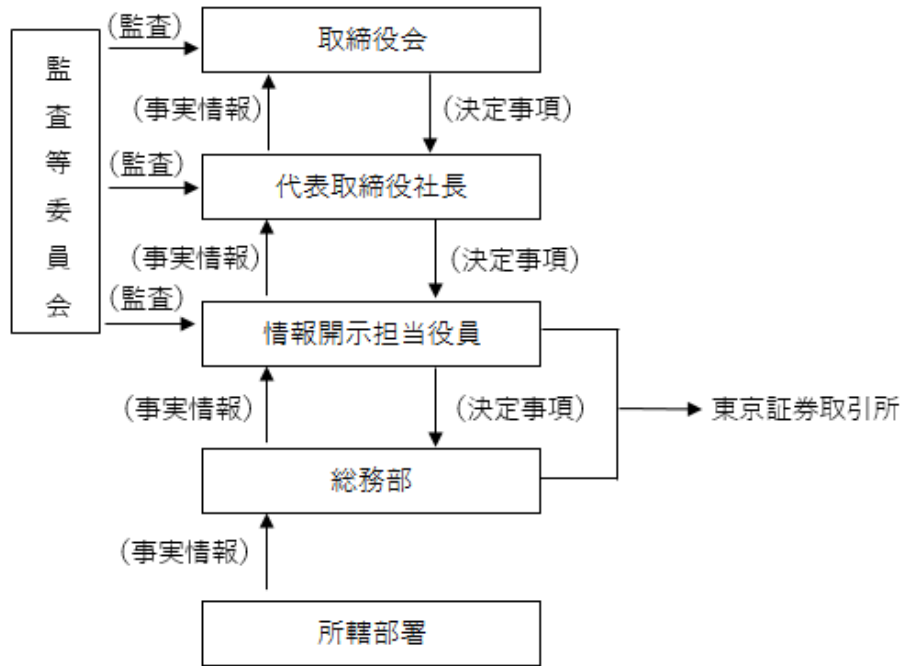 監査等委員会
(監査)
取締役会
(事実情報)
(決定事項)
(監査)
代表取締役社長
(事実情報)
(決定事項)
(監査)
情報開示担当役員
(事実情報)
(決定事項)
東京証券取引所
総務部
(事実情報)
所轄部署